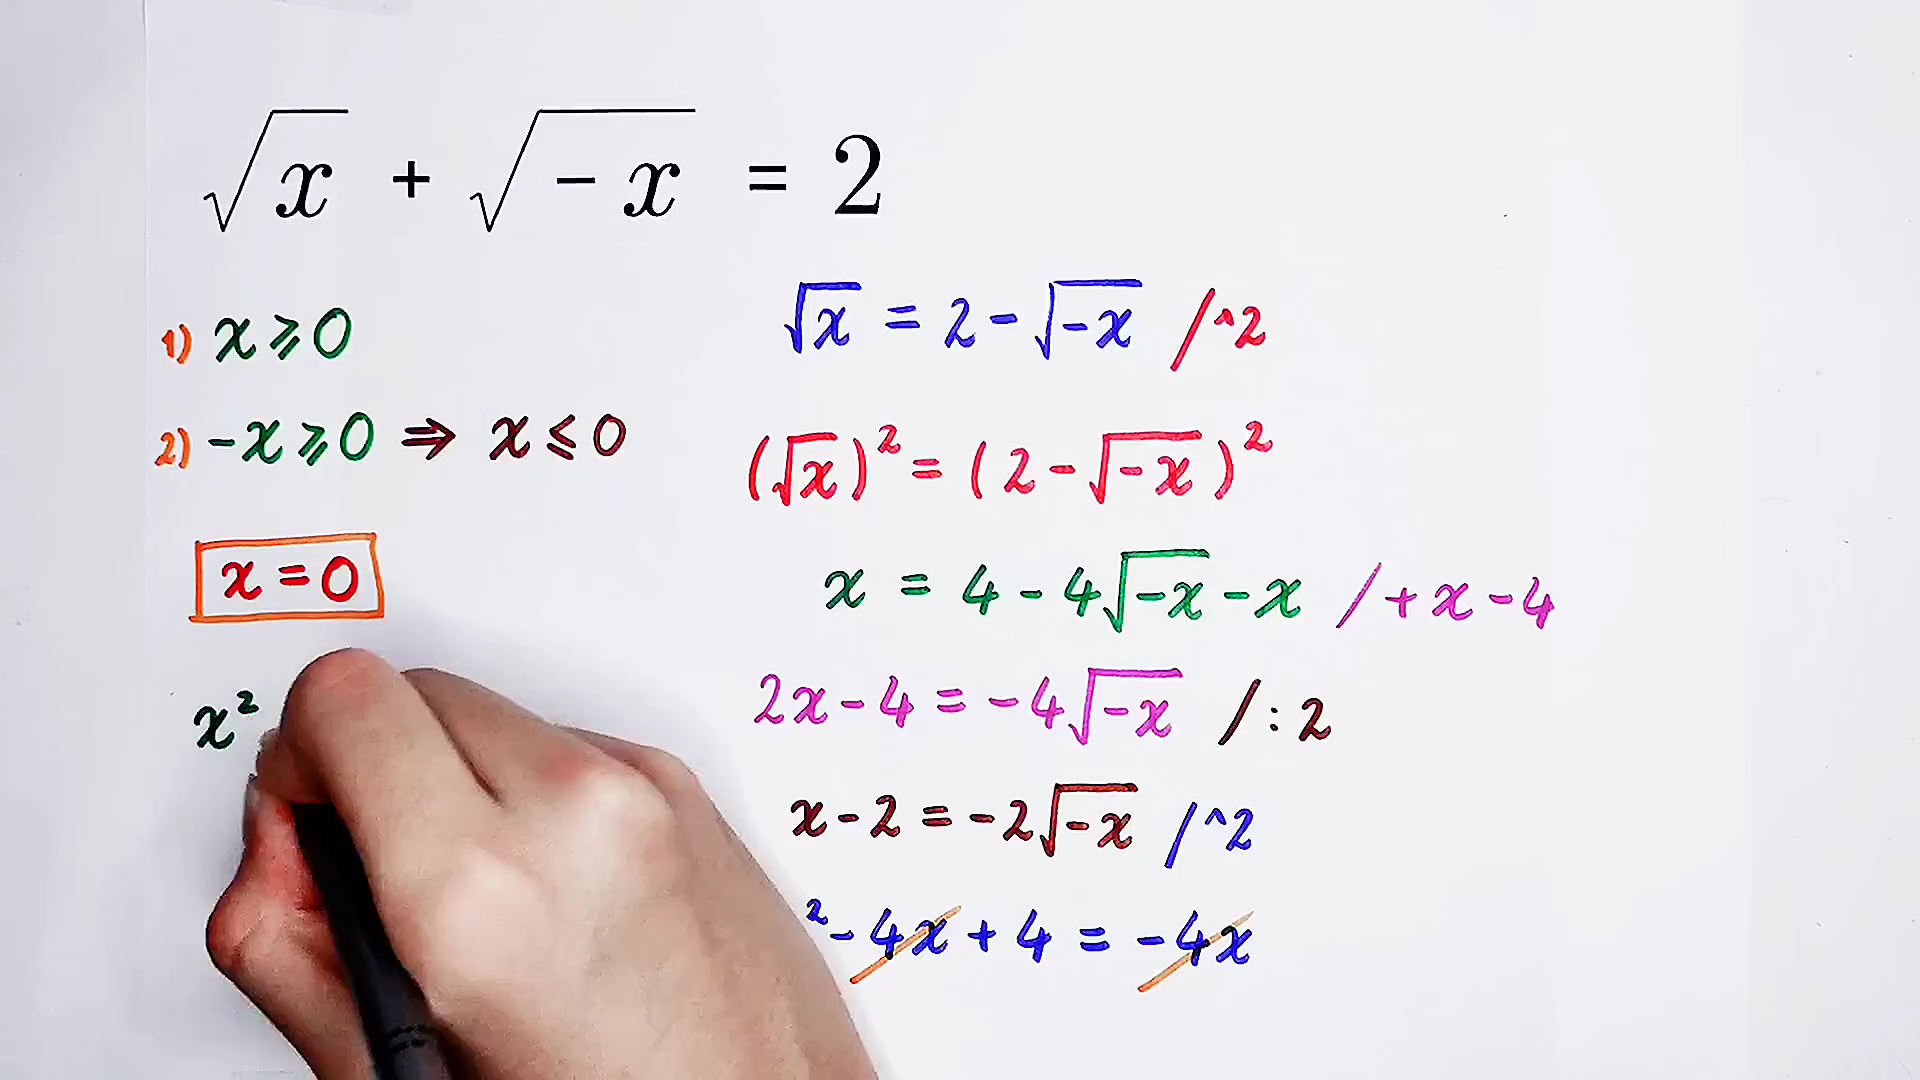 √x + √-x = 2
1) x ⩾ 0
2) -x ⩾ 0 ⇒ x ≤ 0
x = 0
x²
√x = 2 - √-x /^2
(√x)² = (2 - √-x)²
x = 4 - 4√-x - x /+x-4
2x - 4 = -4√-x /:2
x - 2 = -2√-x /^2
² - 4x + 4 = -4x